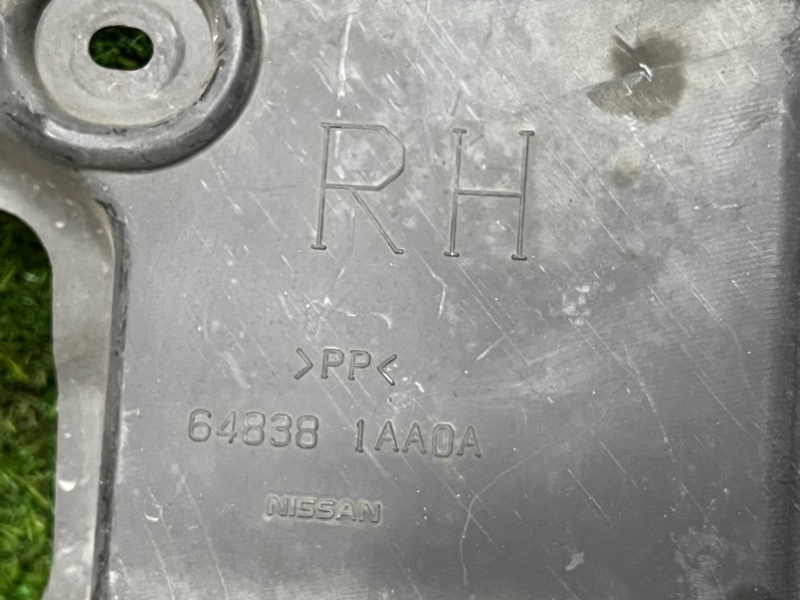 RH
>PP<
64838 1AA0A
NISSAN